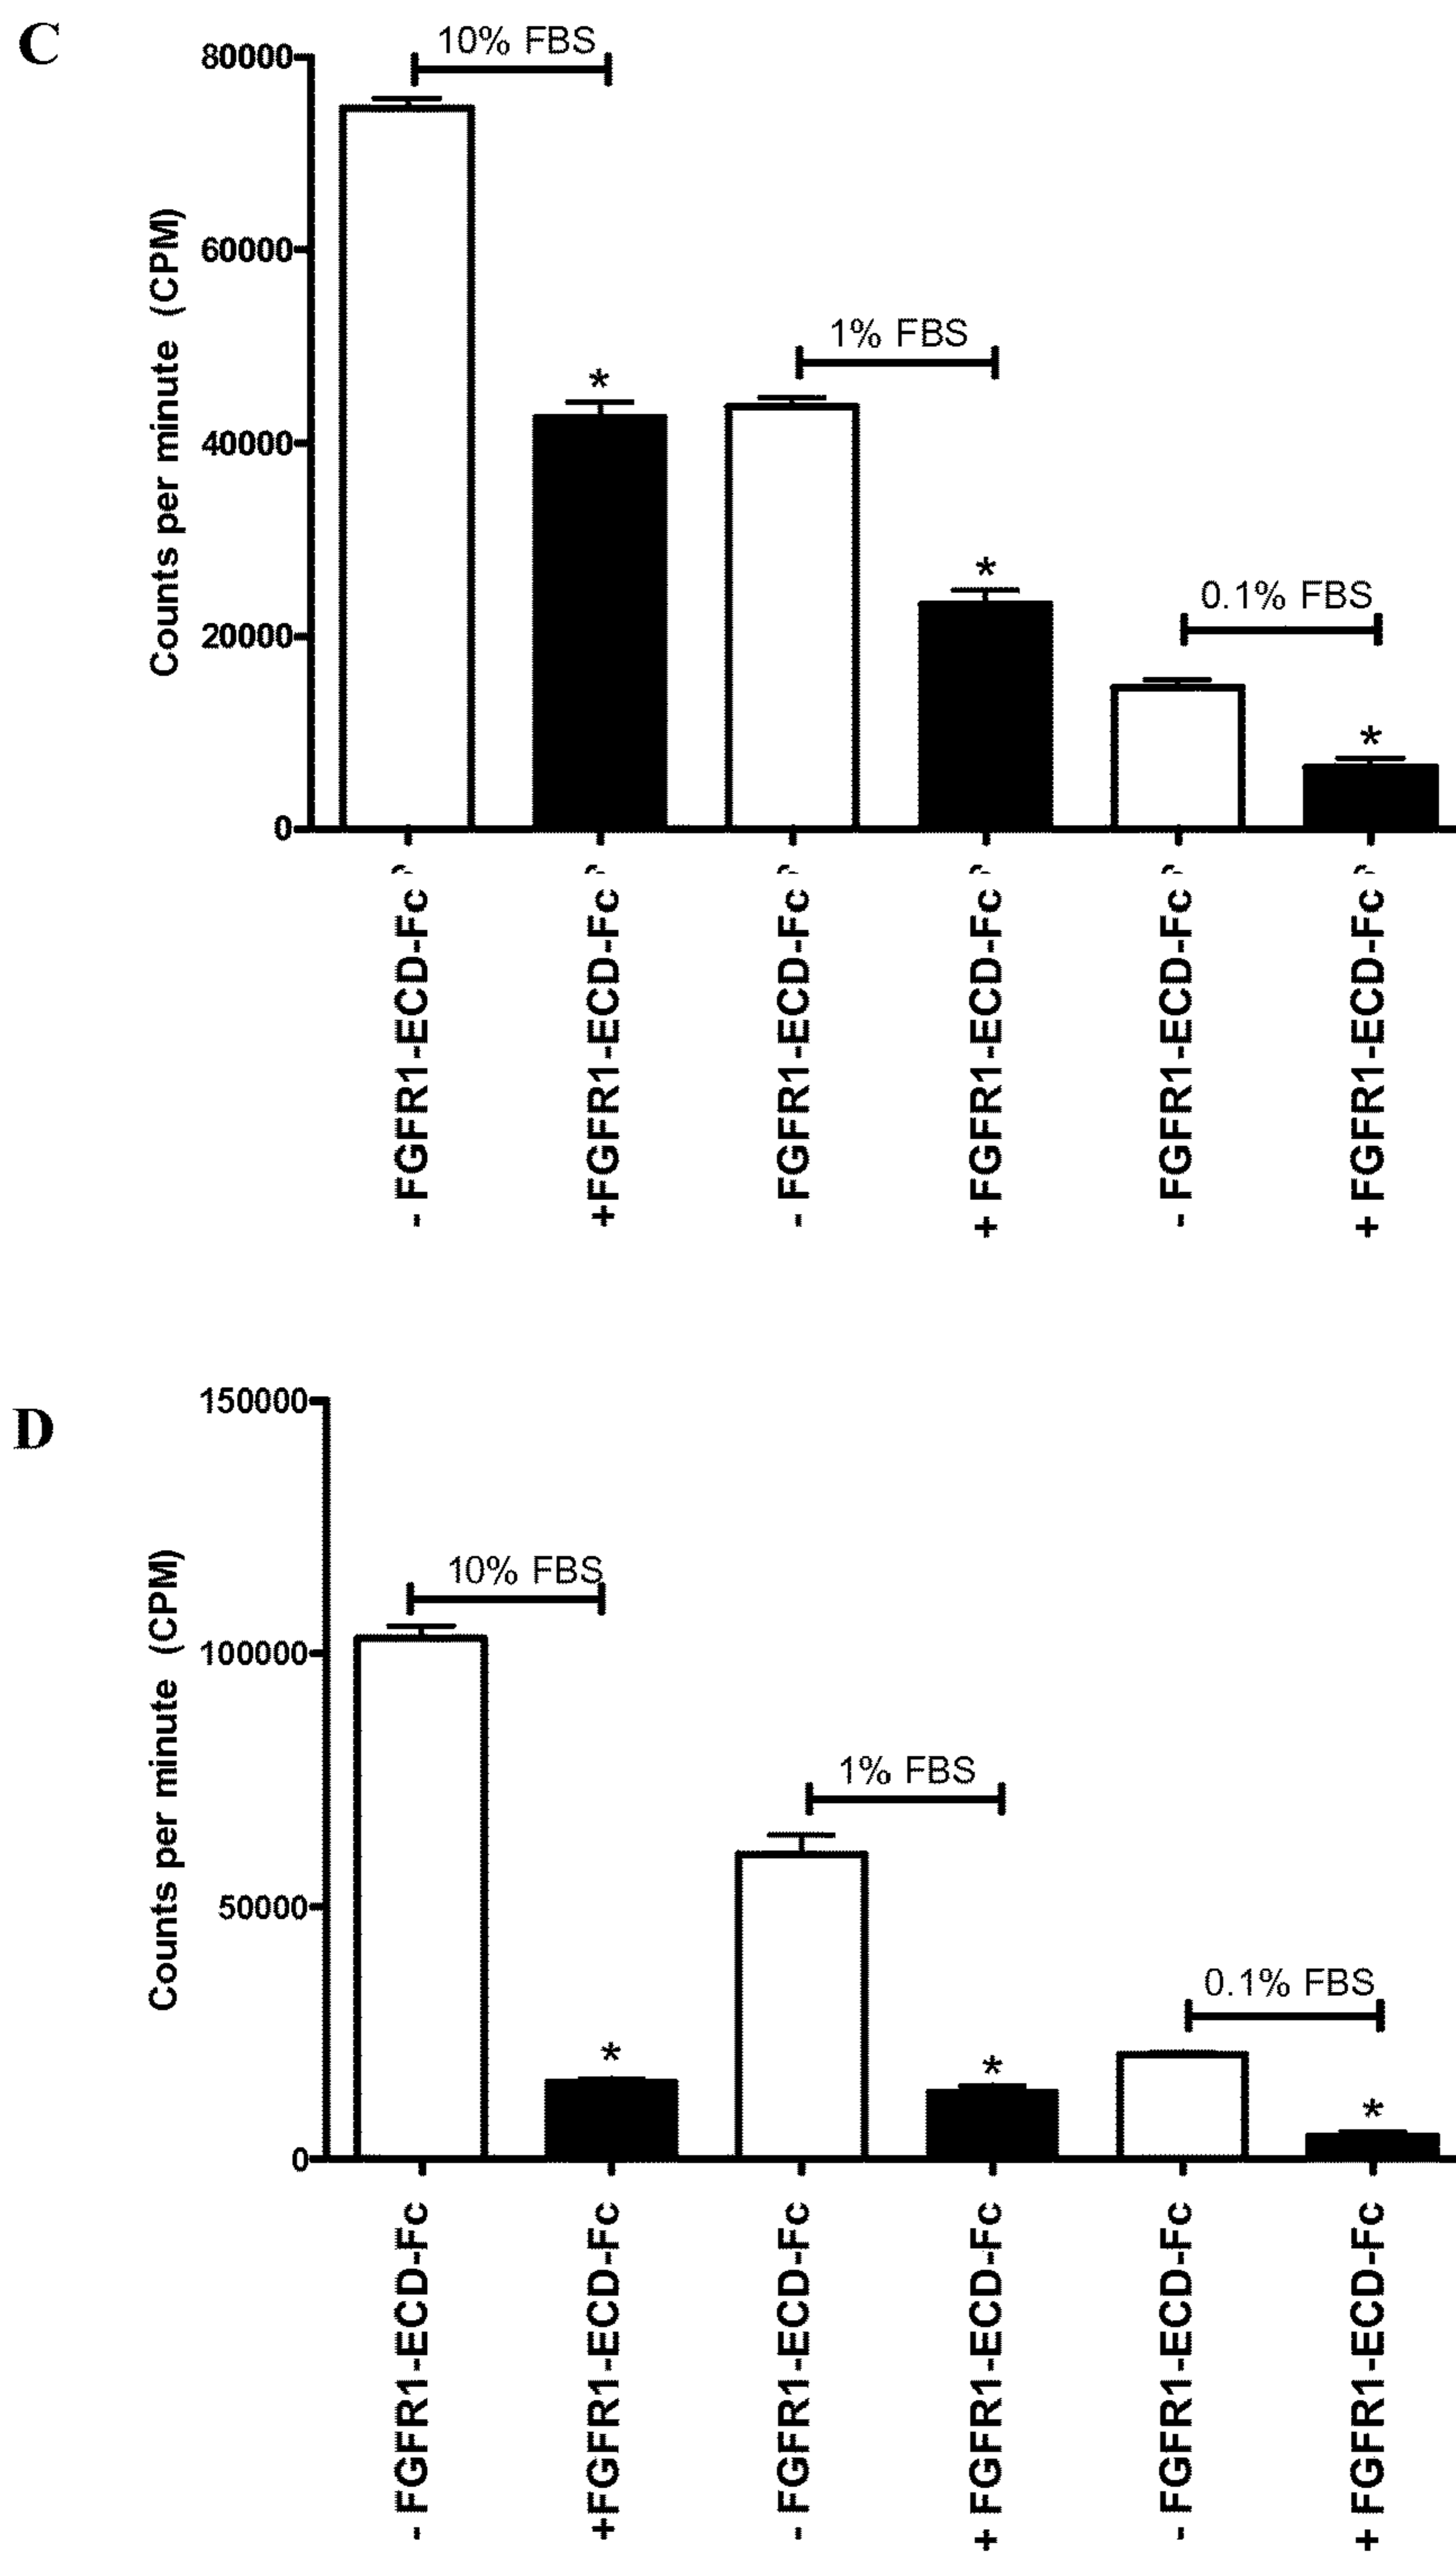 C
10% FBS
1% FBS
0.1% FBS
*
*
*
80000
60000
40000
20000
0
Counts per minute (CPM)
- FGFR1-ECD-Fc
+FGFR1-ECD-Fc
- FGFR1-ECD-Fc
+ FGFR1-ECD-Fc
- FGFR1-ECD-Fc
+ FGFR1-ECD-Fc
D
10% FBS
1% FBS
0.1% FBS
*
*
*
150000
100000
50000
0
Counts per minute (CPM)
- FGFR1-ECD-Fc
+FGFR1-ECD-Fc
- FGFR1-ECD-Fc
+ FGFR1-ECD-Fc
- FGFR1-ECD-Fc
+ FGFR1-ECD-Fc